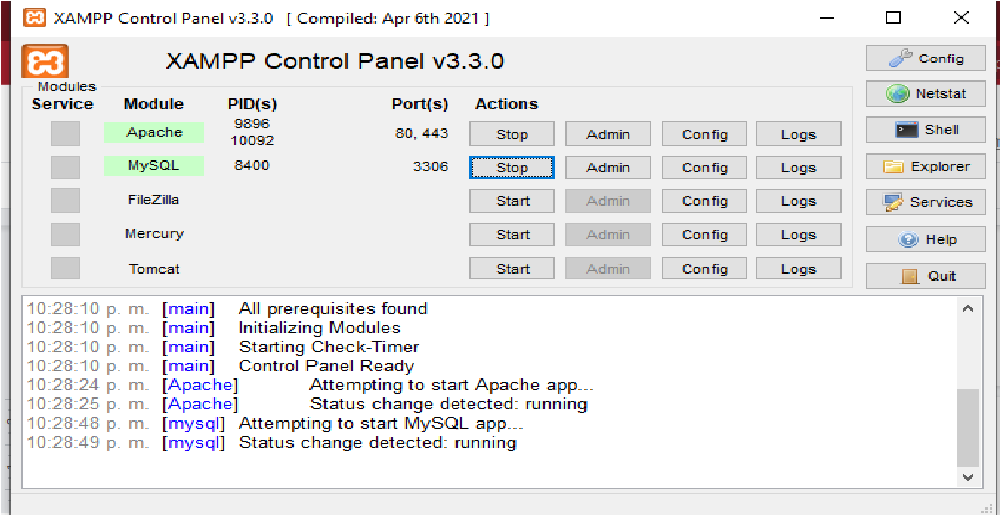 XAMPP Control Panel v3.3.0 [ Compiled: Apr 6th 2021 ]
XAMPP Control Panel v3.3.0
Modules
Service Module PID(s) Port(s) Actions
Apache 9896 10092 80, 443 Stop Admin Config Logs
MySQL 8400 3306 Stop Admin Config Logs
FileZilla Start Admin Config Logs
Mercury Start Admin Config Logs
Tomcat Start Admin Config Logs
Config
Netstat
Shell
Explorer
Services
Help
Quit
10:28:10 p. m. [main] All prerequisites found
10:28:10 p. m. [main] Initializing Modules
10:28:10 p. m. [main] Starting Check-Timer
10:28:10 p. m. [main] Control Panel Ready
10:28:24 p. m. [Apache] Attempting to start Apache app...
10:28:25 p. m. [Apache] Status change detected: running
10:28:48 p. m. [mysql] Attempting to start MySQL app...
10:28:49 p. m. [mysql] Status change detected: running